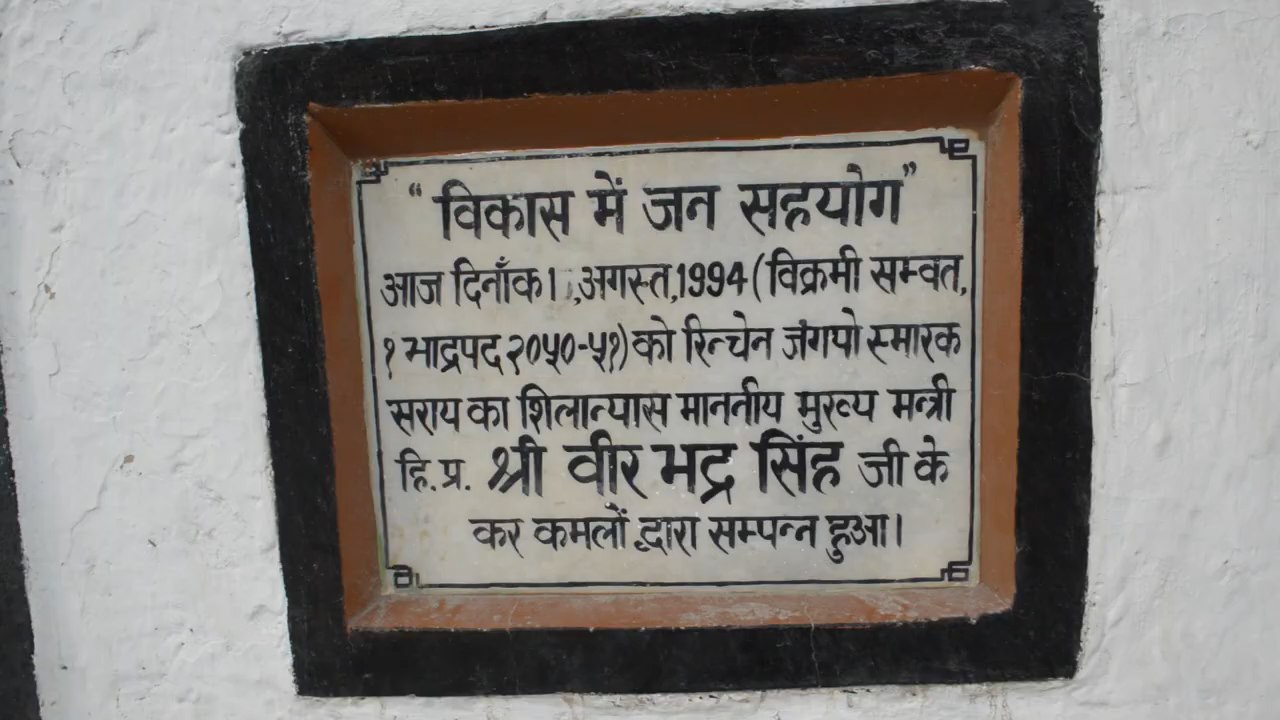 “ विकास में जन सहयोग”
आज दिनाँक । ,अगस्त,1994 (विक्रमी सम्वत,
१ भाद्रपद २०५०-५१) को रिन्चेन जंगपो स्मारक
सराय का शिलान्यास माननीय मुख्य मन्त्री
हि.प्र. श्री वीर भद्र सिंह जी के
कर कमलों द्वारा सम्पन्न हुआ।